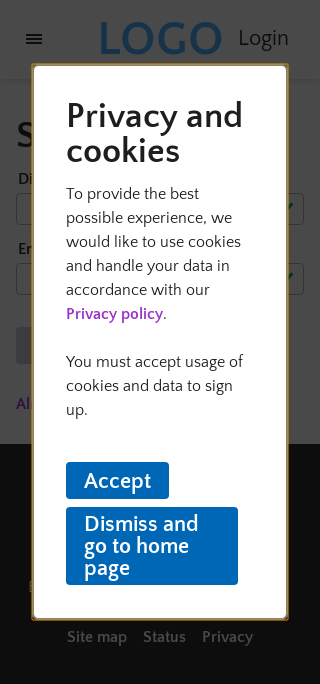 LOGO Login
Privacy and
cookies
To provide the best
possible experience, we
would like to use cookies
and handle your data in
accordance with our
Privacy policy.
You must accept usage of
cookies and data to sign
up.
Accept
Dismiss and
go to home
page
Site map Status Privacy